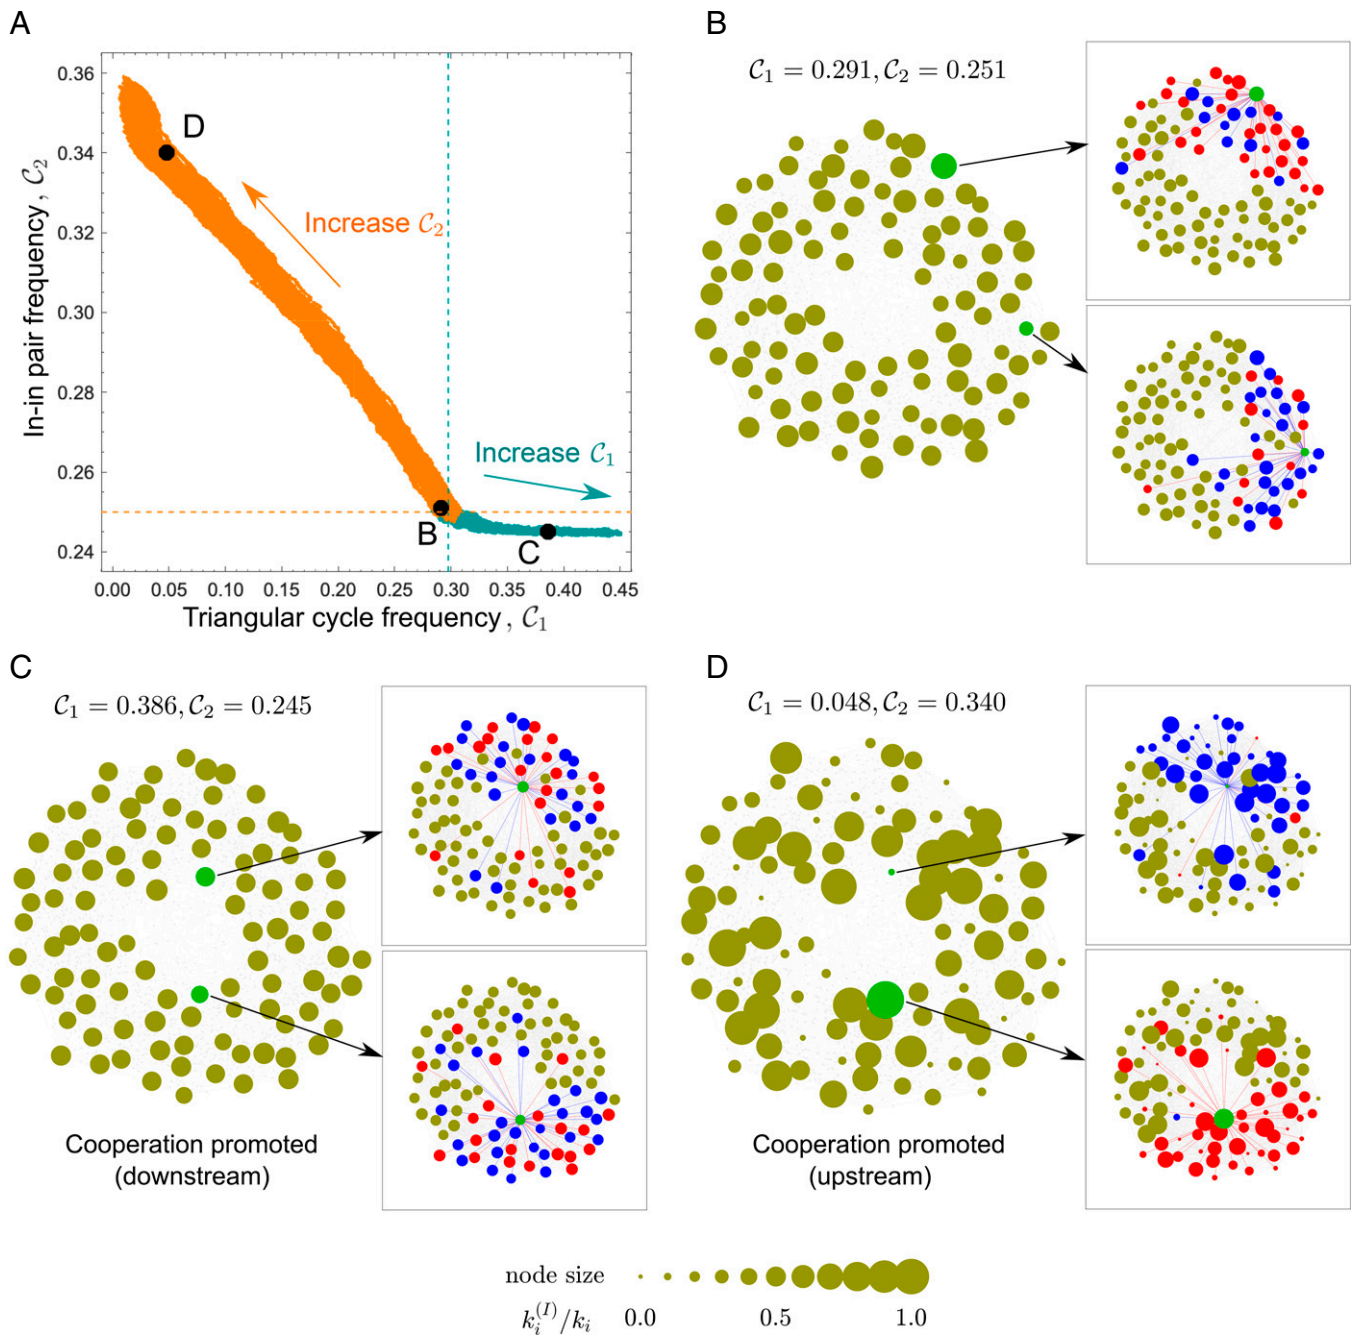 A
0.36
0.34
0.32
0.30
0.28
0.26
0.24
In-in pair frequency, C₂
D
Increase C₂
Increase C₁
B
C
0.00 0.05 0.10 0.15 0.20 0.25 0.30 0.35 0.40 0.45
Triangular cycle frequency, C₁
B
C₁ = 0.291, C₂ = 0.251
C
C₁ = 0.386, C₂ = 0.245
Cooperation promoted
(downstream)
D
C₁ = 0.048, C₂ = 0.340
Cooperation promoted
(upstream)
node size
kᵢ⁽ᴵ⁾/kᵢ 0.0 0.5 1.0